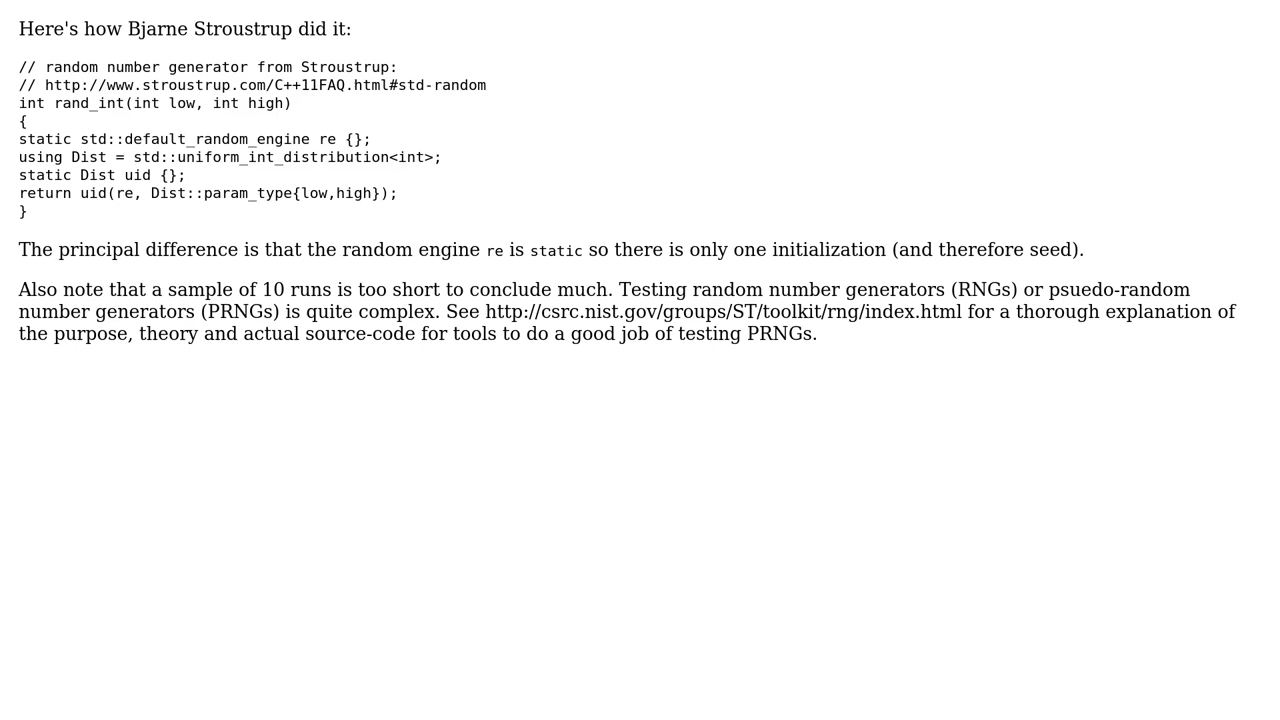 Here's how Bjarne Stroustrup did it:
// random number generator from Stroustrup:
// http://www.stroustrup.com/C++11FAQ.html#std-random
int rand_int(int low, int high)
{
static std::default_random_engine re {};
using Dist = std::uniform_int_distribution<int>;
static Dist uid {};
return uid(re, Dist::param_type{low,high});
}
The principal difference is that the random engine re is static so there is only one initialization (and therefore seed).
Also note that a sample of 10 runs is too short to conclude much. Testing random number generators (RNGs) or psuedo-random
number generators (PRNGs) is quite complex. See http://csrc.nist.gov/groups/ST/toolkit/rng/index.html for a thorough explanation of
the purpose, theory and actual source-code for tools to do a good job of testing PRNGs.